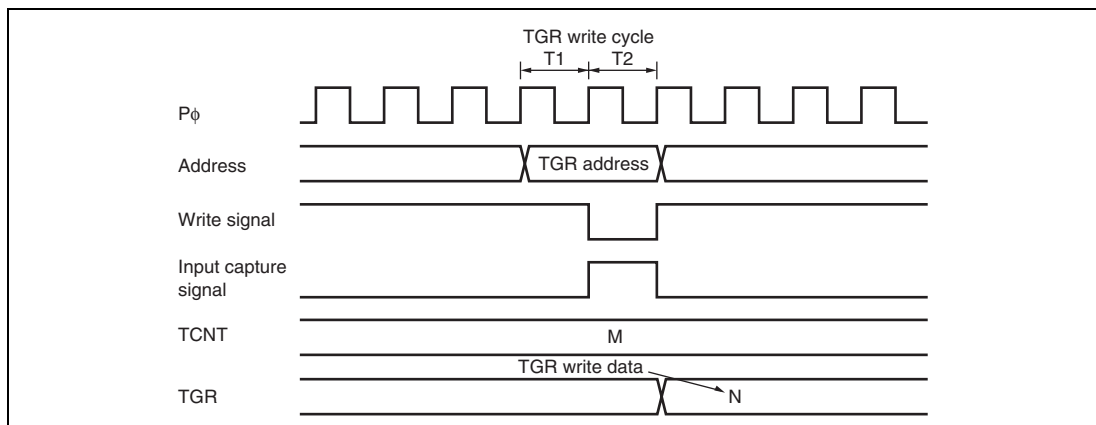 TGR write cycle
T1 T2
Pϕ
Address
TGR address
Write signal
Input capture
signal
TCNT
M
TGR write data
TGR
N